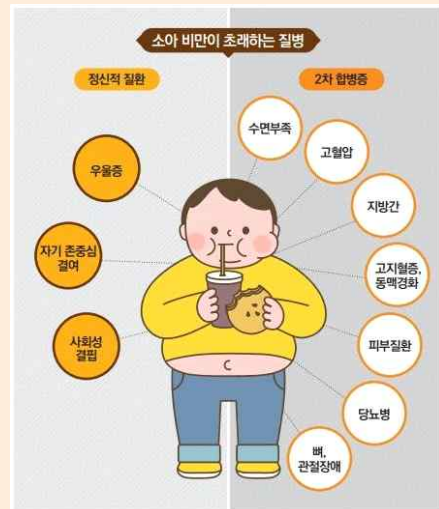 소아 비만이 초래하는 질병
정신적 질환
2차 합병증
우울증
자기 존중심
결여
사회성
결핍
수면부족
고혈압
지방간
고지혈증,
동맥경화
피부질환
당뇨병
뼈,
관절장애